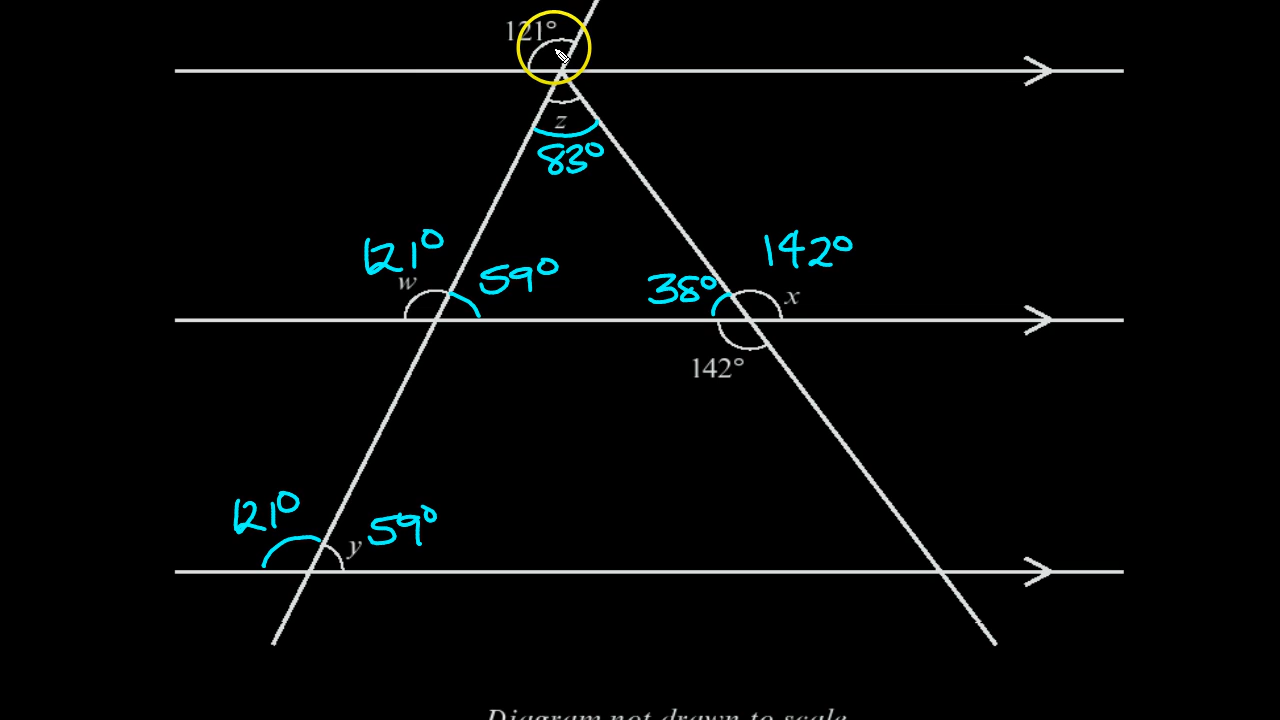 121°
z
83°
121°
w
59°
38°
142°
x
142°
121°
y
59°
Diagram not drawn to scale